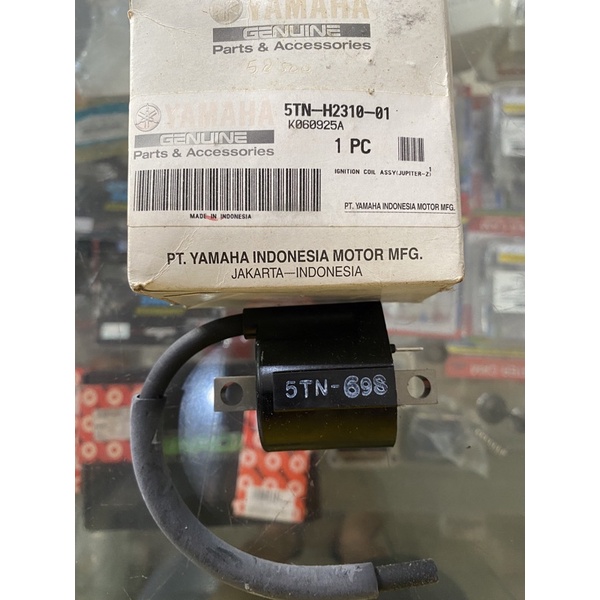 YAMAHA
GENUINE
Parts & Accessories
YAMAHA
GENUINE
Parts & Accessories
5TN-H2310-01
K060925A
1 PC
IGNITION COIL ASSY(JUPITER-Z)
MADE IN INDONESIA
PT. YAMAHA INDONESIA MOTOR MFG.
PT. YAMAHA INDONESIA MOTOR MFG.
JAKARTA—INDONESIA
5TN-698